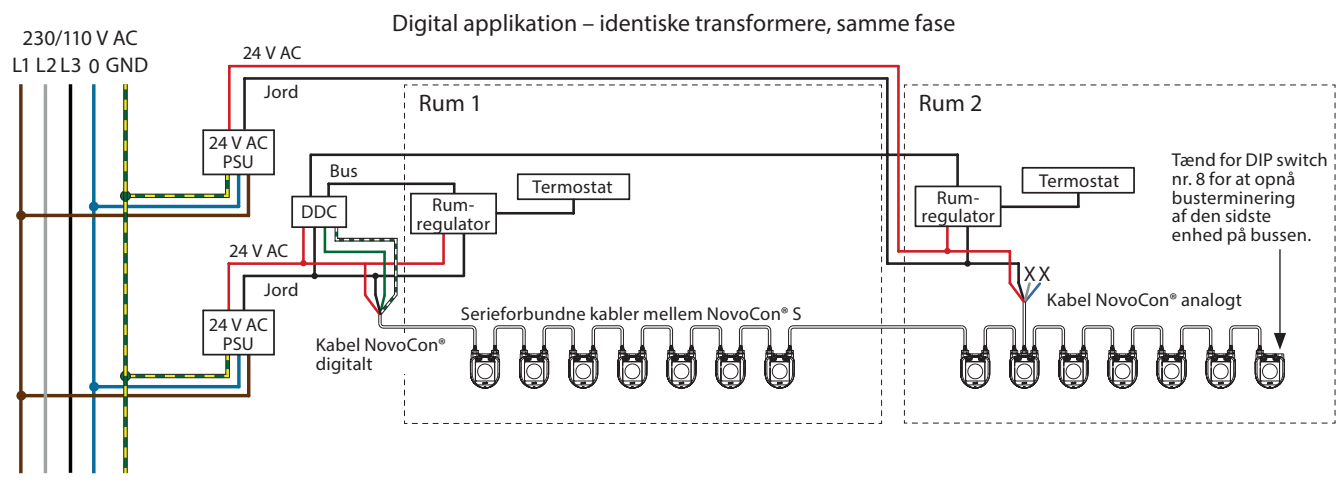 Digital applikation – identiske transformere, samme fase
230/110 V AC
L1 L2 L3 0 GND
24 V AC
Jord
24 V AC
PSU
Rum 1
Rum 2
Bus
DDC
Rum-
regulator
Termostat
Rum-
regulator
Termostat
Tænd for DIP switch
nr. 8 for at opnå
busterminering
af den sidste
enhed på bussen.
24 V AC
Jord
24 V AC
PSU
X X
Kabel NovoCon® analogt
Serieforbundne kabler mellem NovoCon® S
Kabel NovoCon®
digitalt